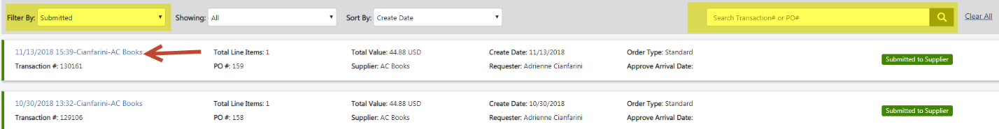 Filter By: Submitted Showing: All Sort By: Create Date Search Transaction# or PO# Clear All
11/13/2018 15:39-Cianfarini-AC Books Total Line Items: 1 Total Value: 44.88 USD Create Date: 11/13/2018 Order Type: Standard
Submitted to Supplier
Transaction #: 130161 PO #: 159 Supplier: AC Books Requester: Adrienne Cianfarini Approve Arrival Date:
10/30/2018 13:32-Cianfarini-AC Books Total Line Items: 1 Total Value: 44.88 USD Create Date: 10/30/2018 Order Type: Standard
Submitted to Supplier
Transaction #: 129106 PO #: 158 Supplier: AC Books Requester: Adrienne Cianfarini Approve Arrival Date: